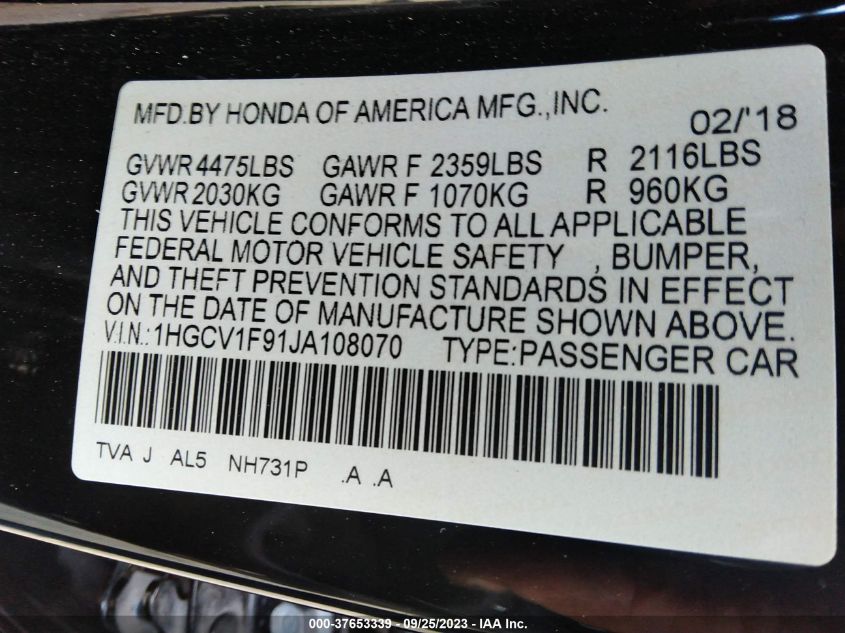 MFD.BY HONDA OF AMERICA MFG.,INC. 02/'18
GVWR 4475LBS GAWR F 2359LBS R 2116LBS
GVWR 2030KG GAWR F 1070KG R 960KG
THIS VEHICLE CONFORMS TO ALL APPLICABLE
FEDERAL MOTOR VEHICLE SAFETY , BUMPER,
AND THEFT PREVENTION STANDARDS IN EFFECT
ON THE DATE OF MANUFACTURE SHOWN ABOVE.
V.I.N.:1HGCV1F91JA108070 TYPE:PASSENGER CAR
TVA J AL5 NH731P .A .A
000-37653339 - 09/25/2023 - IAA Inc.